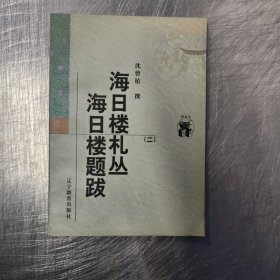 沈曾植 撰
海日楼札丛
海日楼题跋
(二)
辽宁教育出版社